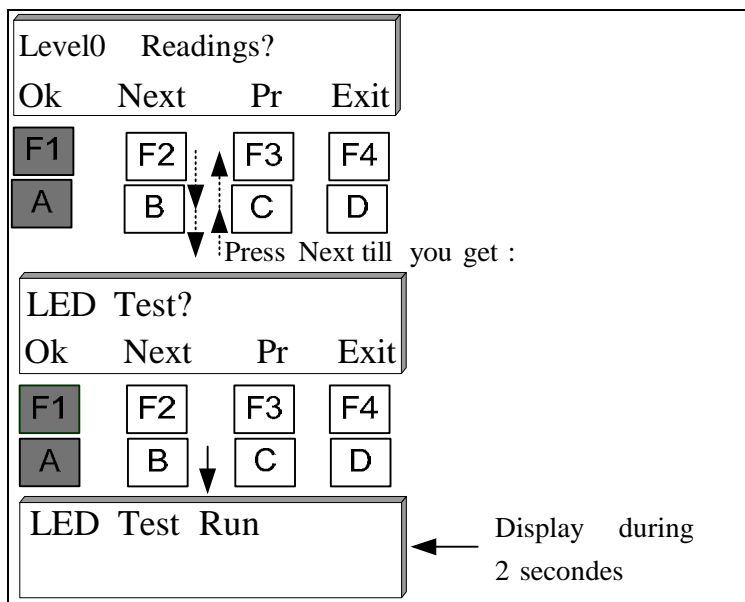 Level0 Readings?
Ok Next Pr Exit
F1 F2 F3 F4
A B C D
Press Next till you get :
LED Test?
Ok Next Pr Exit
F1 F2 F3 F4
A B C D
LED Test Run
Display during
2 secondes